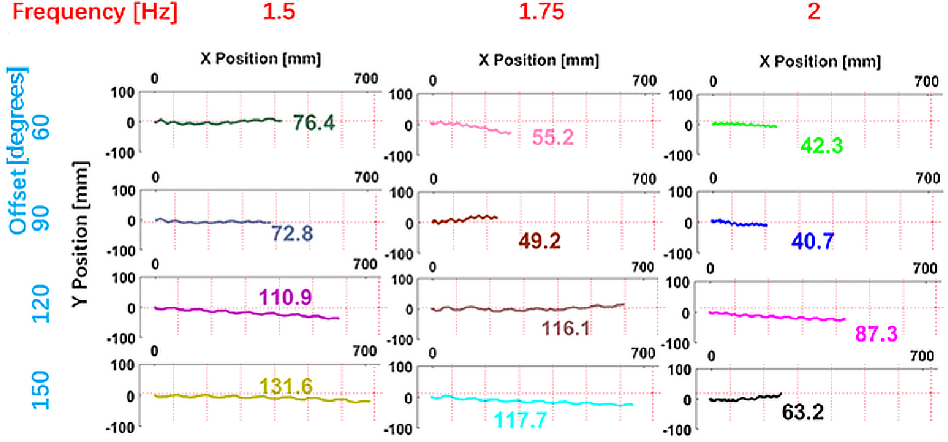 Frequency [Hz] 1.5 1.75 2
X Position [mm] X Position [mm] X Position [mm]
0 700 0 700 0 700
Offset [degrees]
Y Position [mm]
60
100 100 100
0 76.4 0 55.2 0 42.3
-100 -100 -100
0 700 0 700 0 700
90
100 100 100
0 72.8 0 49.2 0 40.7
-100 -100 -100
0 700 0 700 0 700
120
100 100 100
0 110.9 0 116.1 0 87.3
-100 -100 -100
0 700 0 700 0 700
150
100 100 100
0 131.6 0 117.7 0 63.2
-100 -100 -100